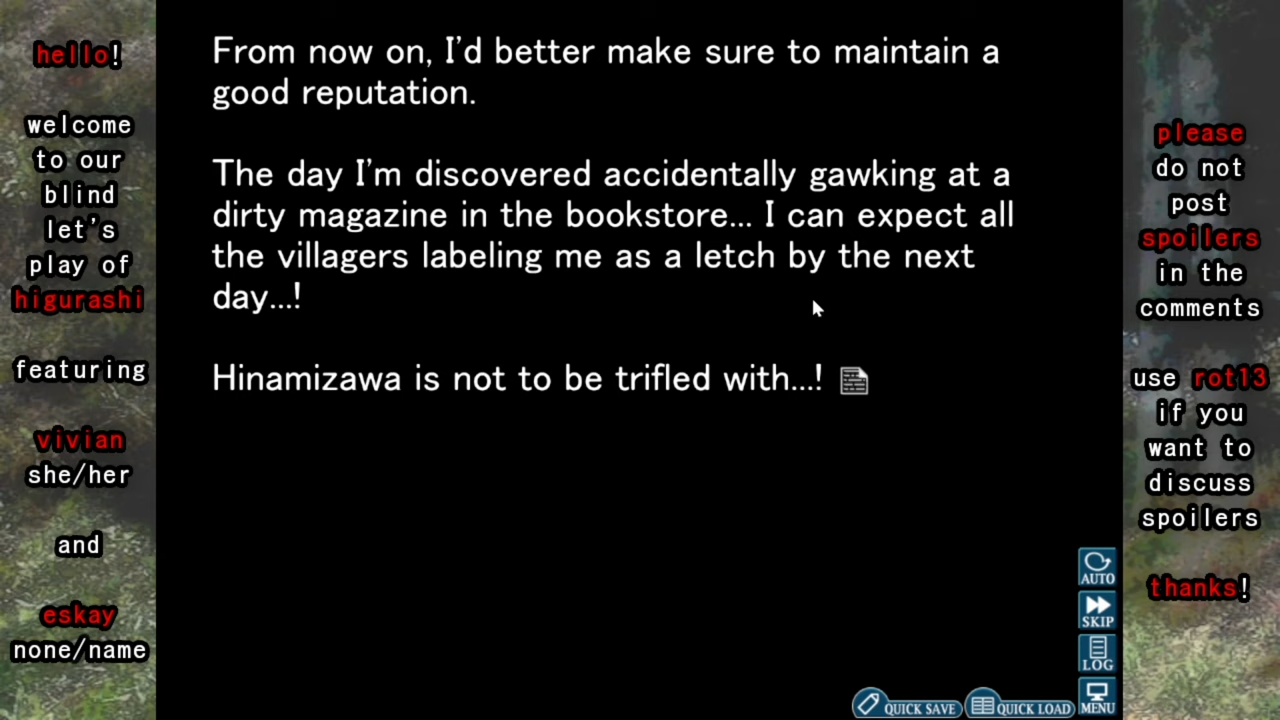 hello!
welcome
to our
blind
let's
play of
higurashi
featuring
vivian
she/her
and
eskay
none/name
From now on, I'd better make sure to maintain a
good reputation.
The day I'm discovered accidentally gawking at a
dirty magazine in the bookstore... I can expect all
the villagers labeling me as a letch by the next
day...!
Hinamizawa is not to be trifled with...!
AUTO
SKIP
LOG
MENU
QUICK SAVE
QUICK LOAD
please
do not
post
spoilers
in the
comments
use rot13
if you
want to
discuss
spoilers
thanks!